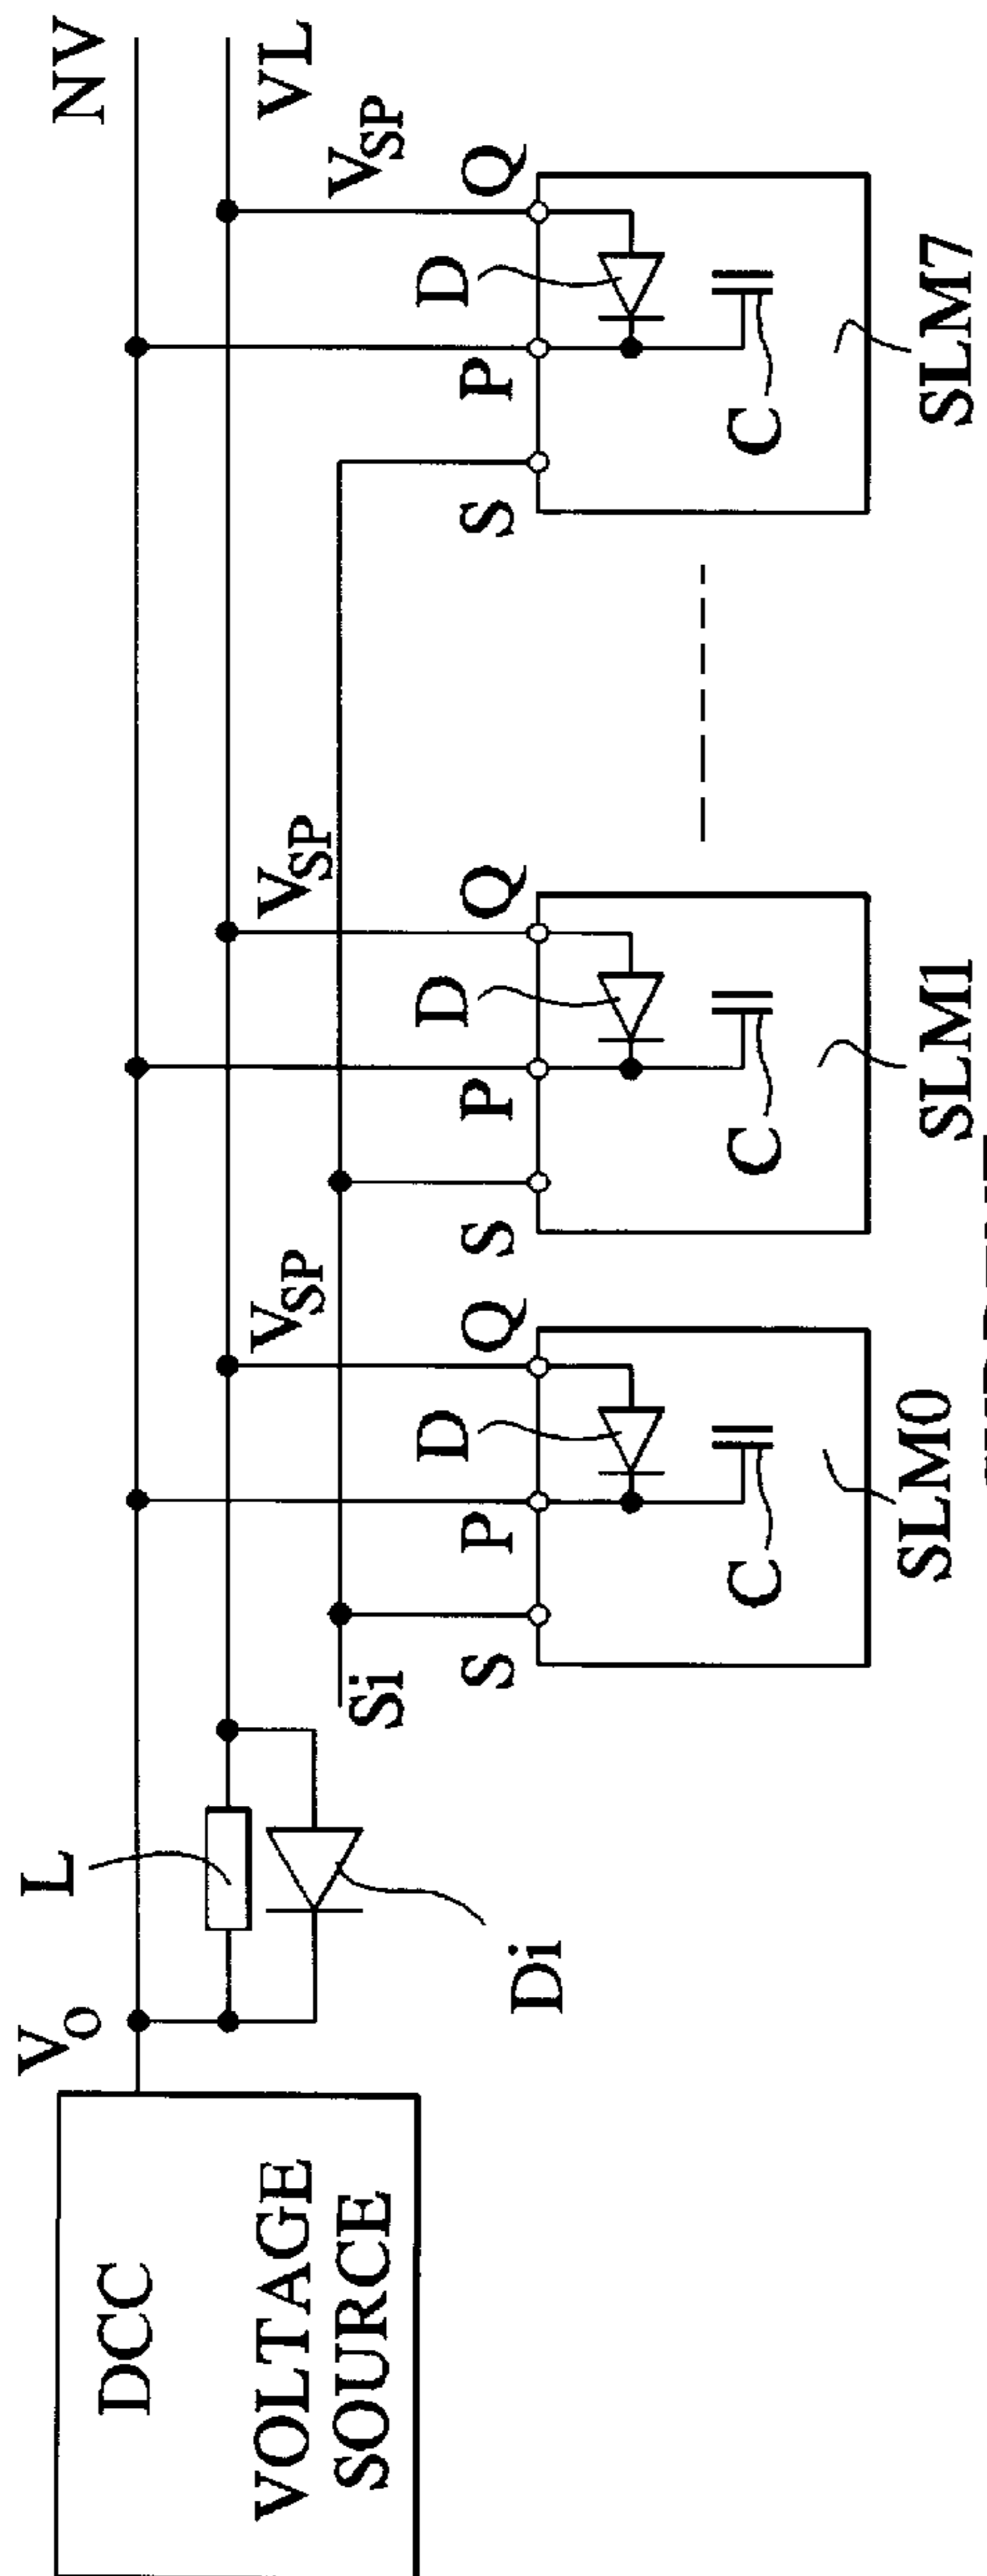 NV
VL
L
V_O
DCC
VOLTAGE
SOURCE
Di
Si
V_SP
V_SP
V_SP
S
P
Q
S
P
Q
S
P
Q
D
D
D
C
C
C
SLM0
SLM1
SLM7